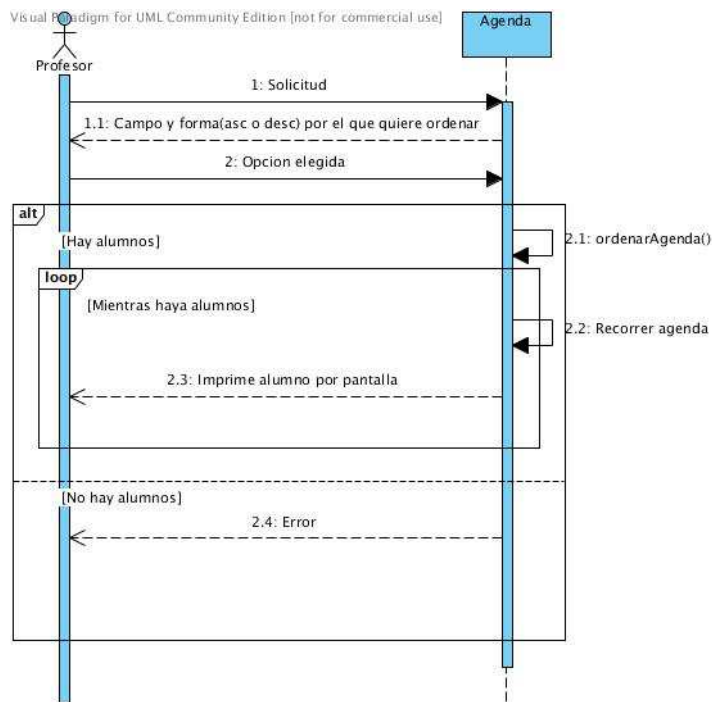 Visual Paradigm for UML Community Edition [not for commercial use]
Agenda
Profesor
1: Solicitud
1.1: Campo y forma(asc o desc) por el que quiere ordenar
2: Opcion elegida
alt
[Hay alumnos]
2.1: ordenarAgenda()
loop
[Mientras haya alumnos]
2.2: Recorrer agenda
2.3: Imprime alumno por pantalla
[No hay alumnos]
2.4: Error